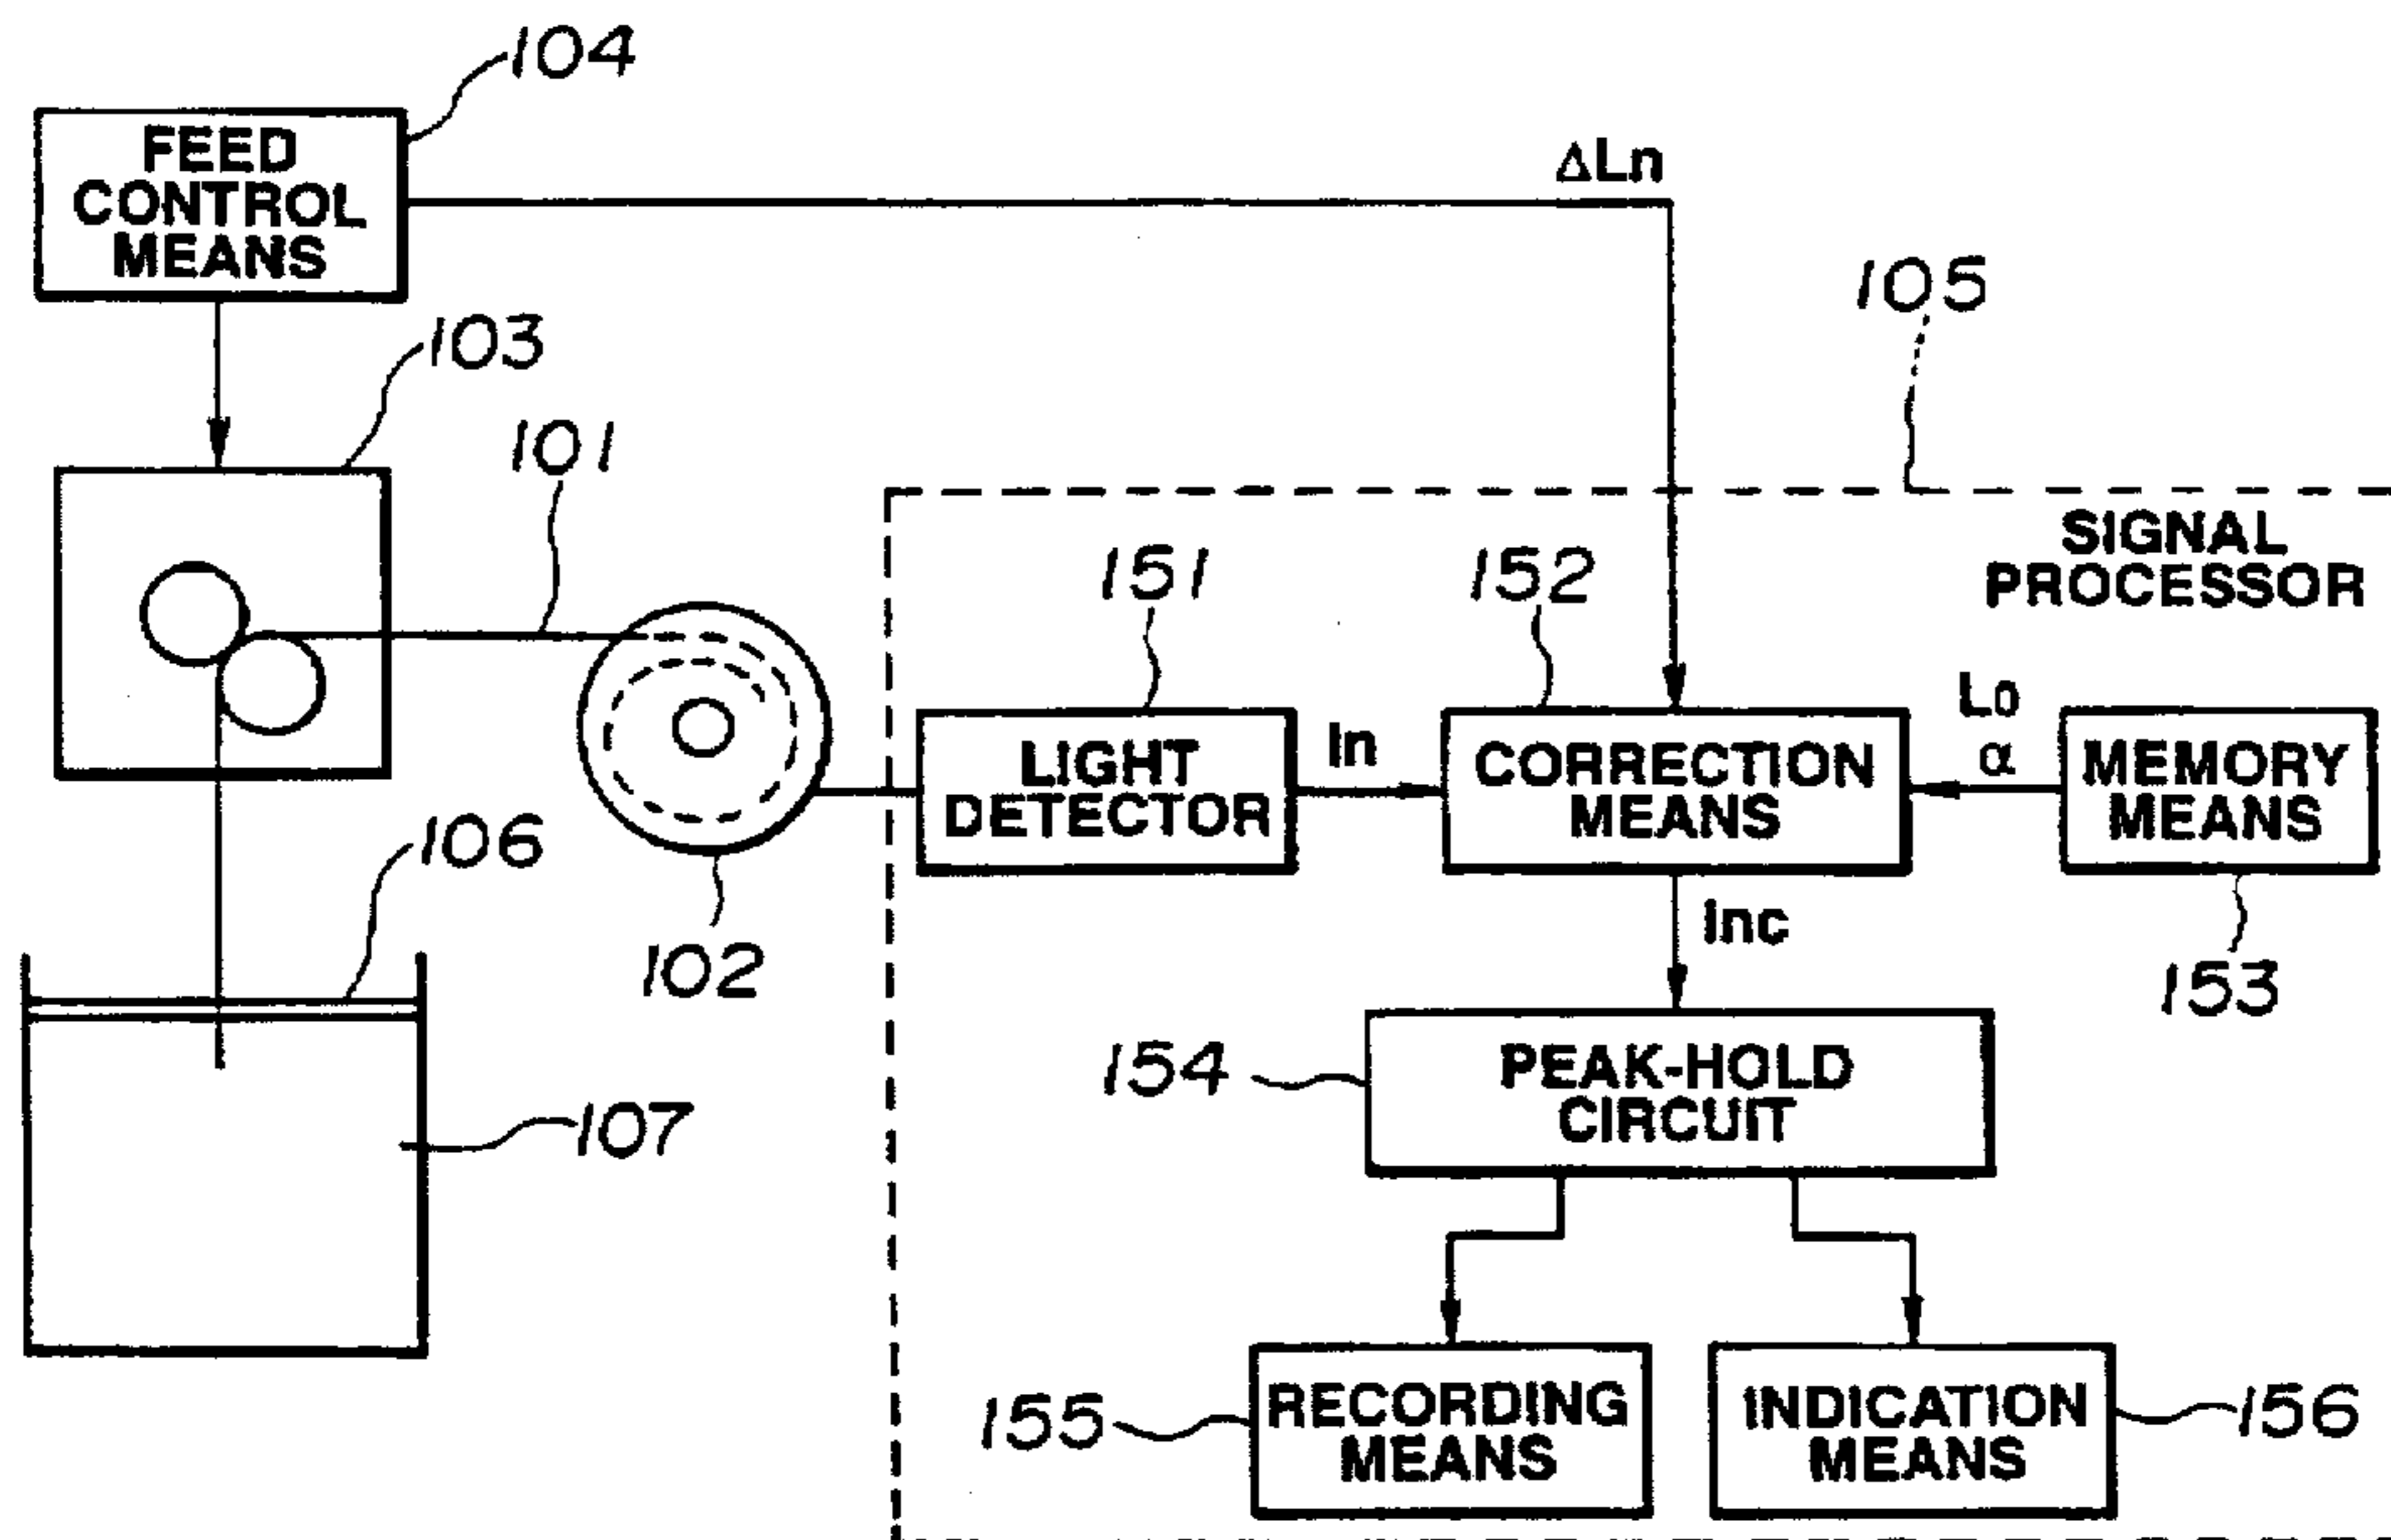 104
FEED
CONTROL
MEANS
ΔLn
103
101
105
SIGNAL
PROCESSOR
151
152
LIGHT
DETECTOR
In
CORRECTION
MEANS
Lo
α
MEMORY
MEANS
106
102
Inc
153
154
PEAK-HOLD
CIRCUIT
107
155
RECORDING
MEANS
INDICATION
MEANS
156